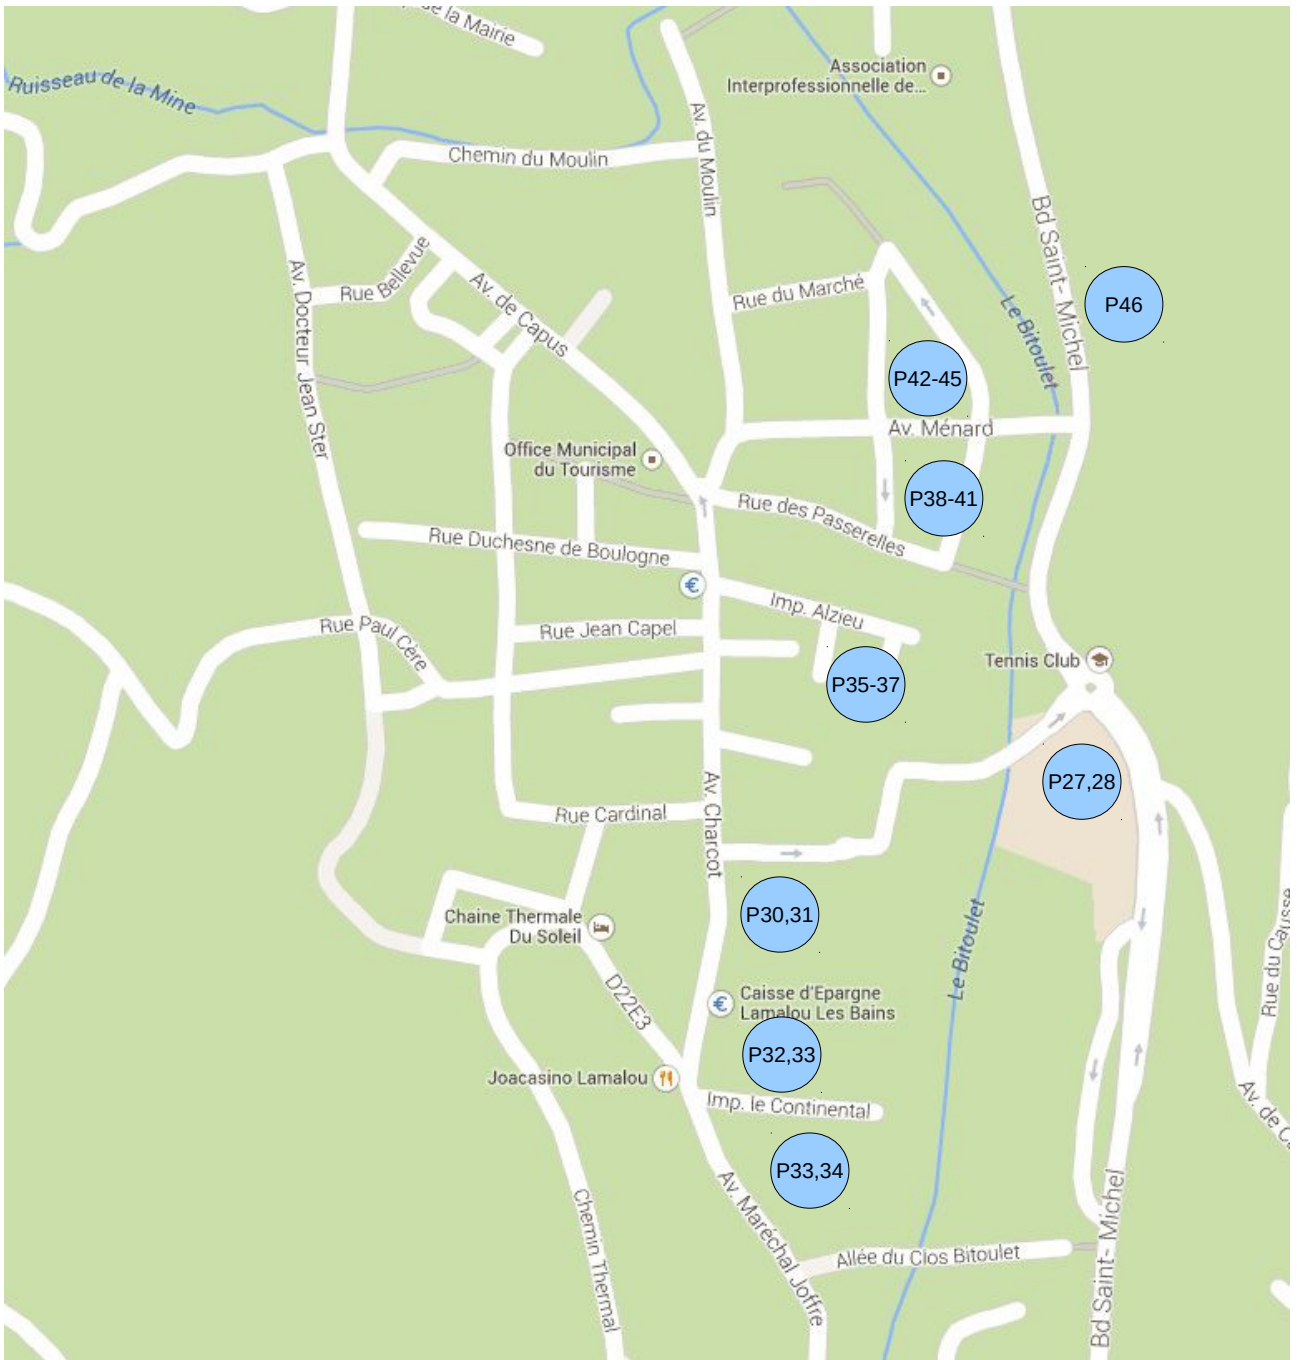 de la Mairie
Ruisseau de la Mine
Association
Interprofessionnelle de...
Av. du Moulin
Chemin du Moulin
Bd Saint- Michel
Rue Bellevue
Av. de Capus
Rue du Marché
Le Bitoulet
P46
Av. Docteur Jean Ster
P42-45
Av. Ménard
Office Municipal
du Tourisme
P38-41
Rue des Passerelles
Rue Duchesne de Boulogne
€
Imp. Alzieu
Rue Paul Cère
Rue Jean Capel
Tennis Club
P35-37
P27,28
Av. Charcot
Rue Cardinal
P30,31
Chaine Thermale
Du Soleil
Le Bitoulet
Rue du Causse
D22E3
€
Caisse d'Epargne
Lamalou Les Bains
P32,33
Joacasino Lamalou
Imp. le Continental
Av. de
P33,34
Av. Maréchal Joffre
Chemin Thermal
Allée du Clos Bitoulet
Bd Saint- Michel